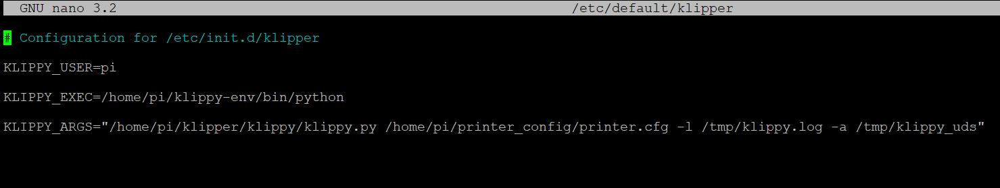 GNU nano 3.2 /etc/default/klipper
# Configuration for /etc/init.d/klipper
KLIPPY_USER=pi
KLIPPY_EXEC=/home/pi/klippy-env/bin/python
KLIPPY_ARGS="/home/pi/klipper/klippy/klippy.py /home/pi/printer_config/printer.cfg -l /tmp/klippy.log -a /tmp/klippy_uds"